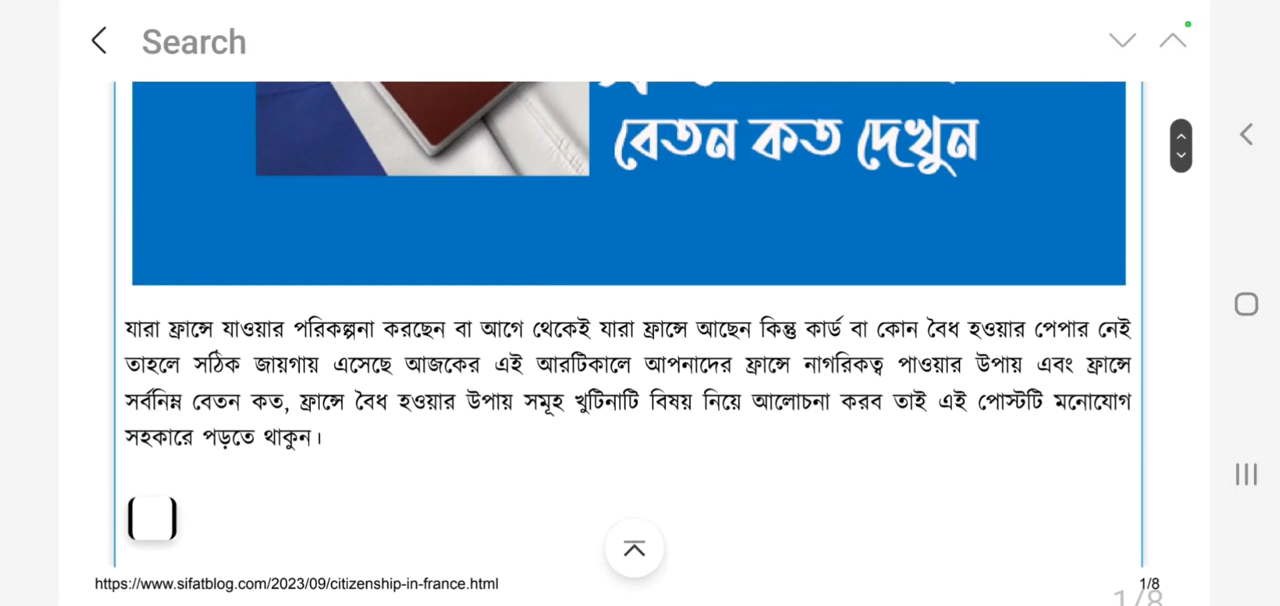 Search
বেতন কত দেখুন
যারা ফ্রান্সে যাওয়ার পরিকল্পনা করছেন বা আগে থেকেই যারা ফ্রান্সে আছেন কিন্তু কার্ড বা কোন বৈধ হওয়ার পেপার নেই
তাহলে সঠিক জায়গায় এসেছে আজকের এই আরটিকালে আপনাদের ফ্রান্সে নাগরিকত্ব পাওয়ার উপায় এবং ফ্রান্সে
সর্বনিম্ন বেতন কত, ফ্রান্সে বৈধ হওয়ার উপায় সমূহ খুটিনাটি বিষয় নিয়ে আলোচনা করব তাই এই পোস্টটি মনোযোগ
সহকারে পড়তে থাকুন।
https://www.sifatblog.com/2023/09/citizenship-in-france.html
1/8
1/8